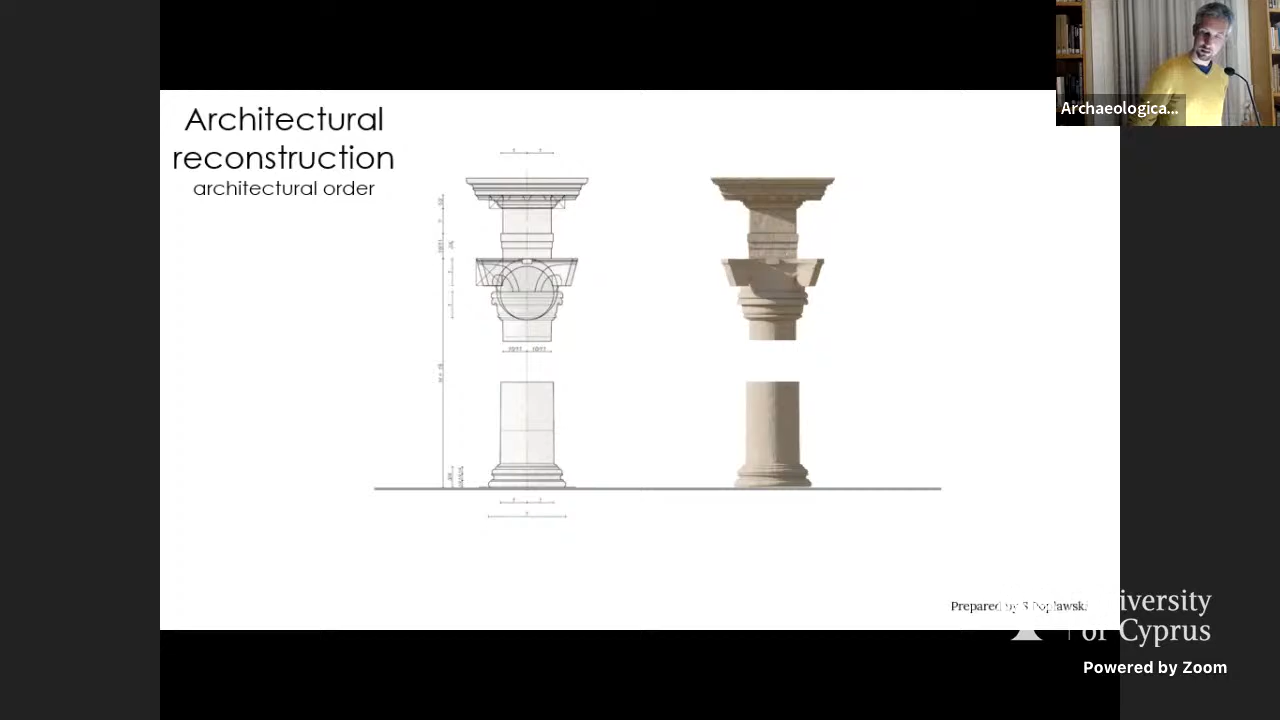 Architectural
reconstruction
architectural order
Archaeologica...
Prepared by S
iversity
of Cyprus
Powered by Zoom